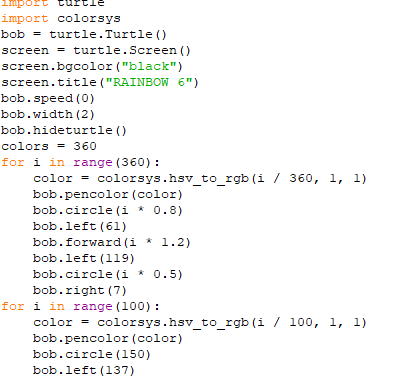 import turtle
import colorsys
bob = turtle.Turtle()
screen = turtle.Screen()
screen.bgcolor("black")
screen.title("RAINBOW 6")
bob.speed(0)
bob.width(2)
bob.hideturtle()
colors = 360
for i in range(360):
    color = colorsys.hsv_to_rgb(i / 360, 1, 1)
    bob.pencolor(color)
    bob.circle(i * 0.8)
    bob.left(61)
    bob.forward(i * 1.2)
    bob.left(119)
    bob.circle(i * 0.5)
    bob.right(7)
for i in range(100):
    color = colorsys.hsv_to_rgb(i / 100, 1, 1)
    bob.pencolor(color)
    bob.circle(150)
    bob.left(137)